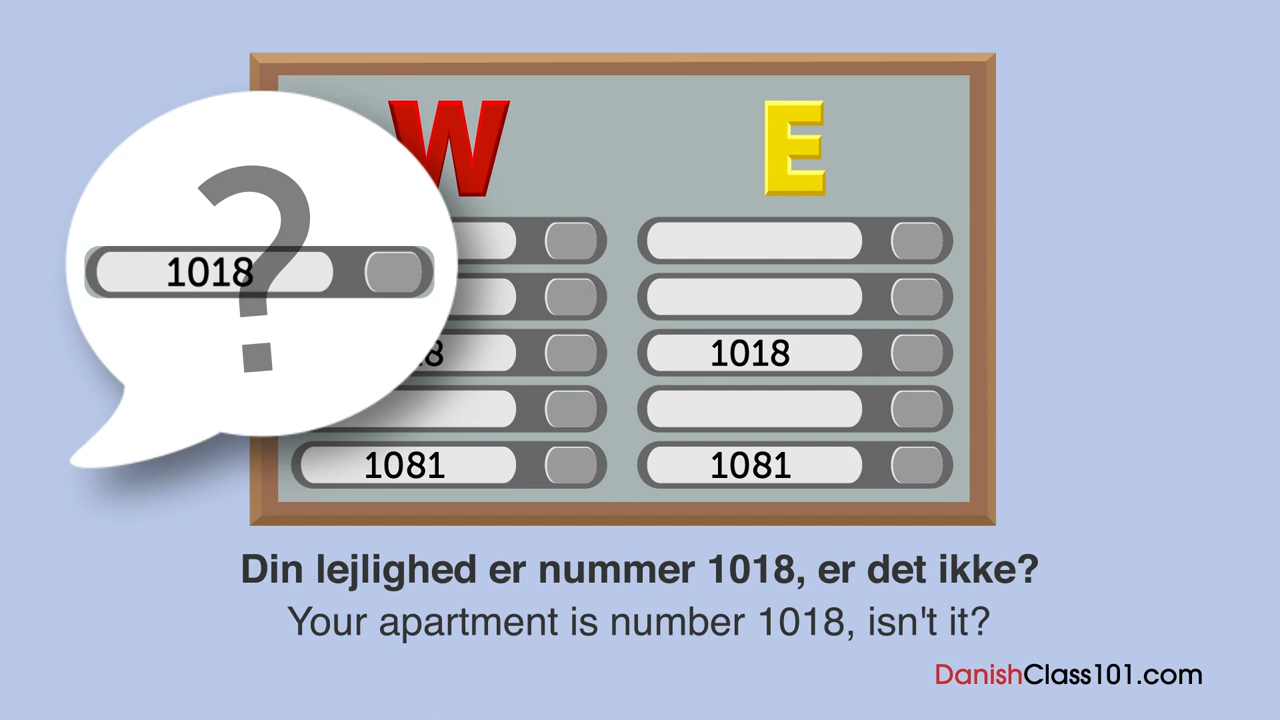 W E
1018
1018
1081 1081
Din lejlighed er nummer 1018, er det ikke?
Your apartment is number 1018, isn't it?
DanishClass101.com